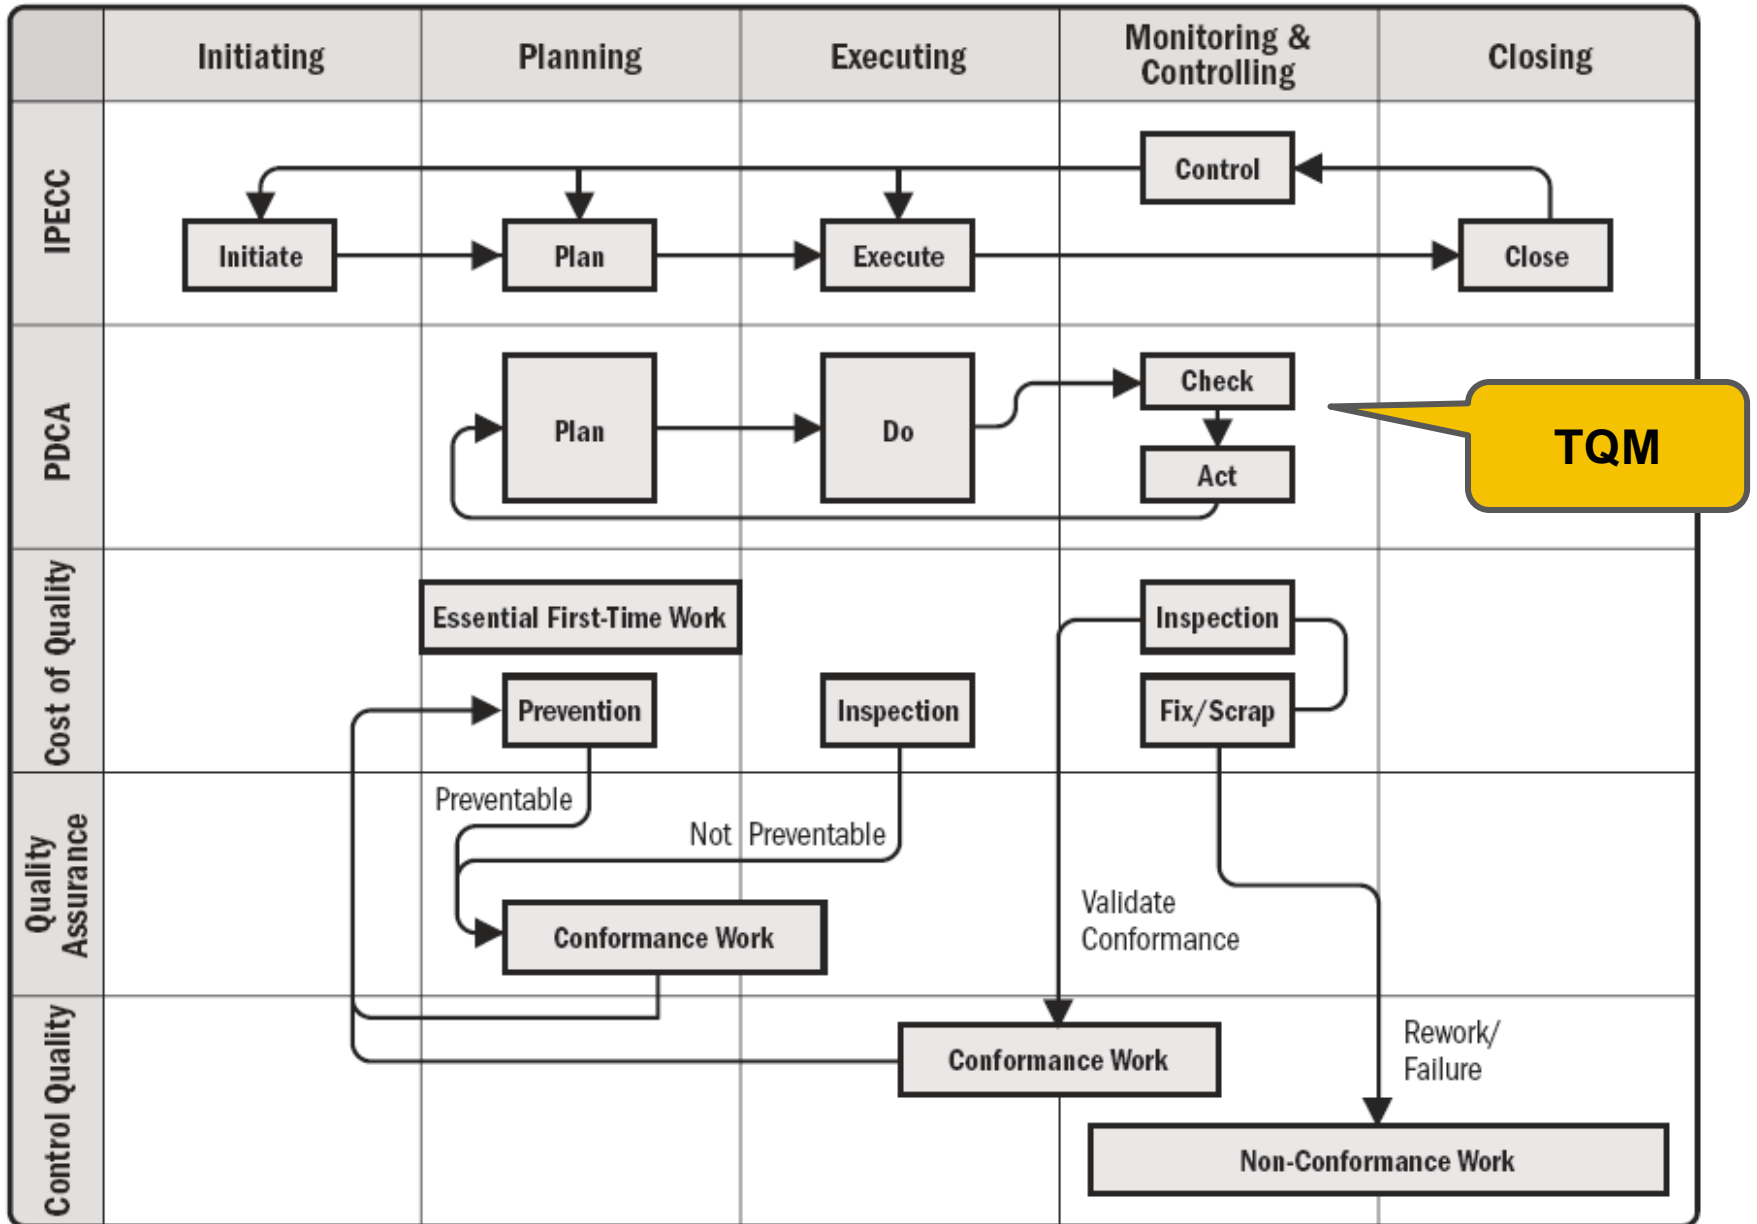 Initiating
Planning
Executing
Monitoring &
Controlling
Closing
IPECC
Control
Initiate
Plan
Execute
Close
PDCA
Plan
Do
Check
Act
TQM
Cost of Quality
Essential First-Time Work
Inspection
Prevention
Inspection
Fix/Scrap
Quality
Assurance
Preventable
Not Preventable
Validate
Conformance
Conformance Work
Control Quality
Conformance Work
Rework/
Failure
Non-Conformance Work